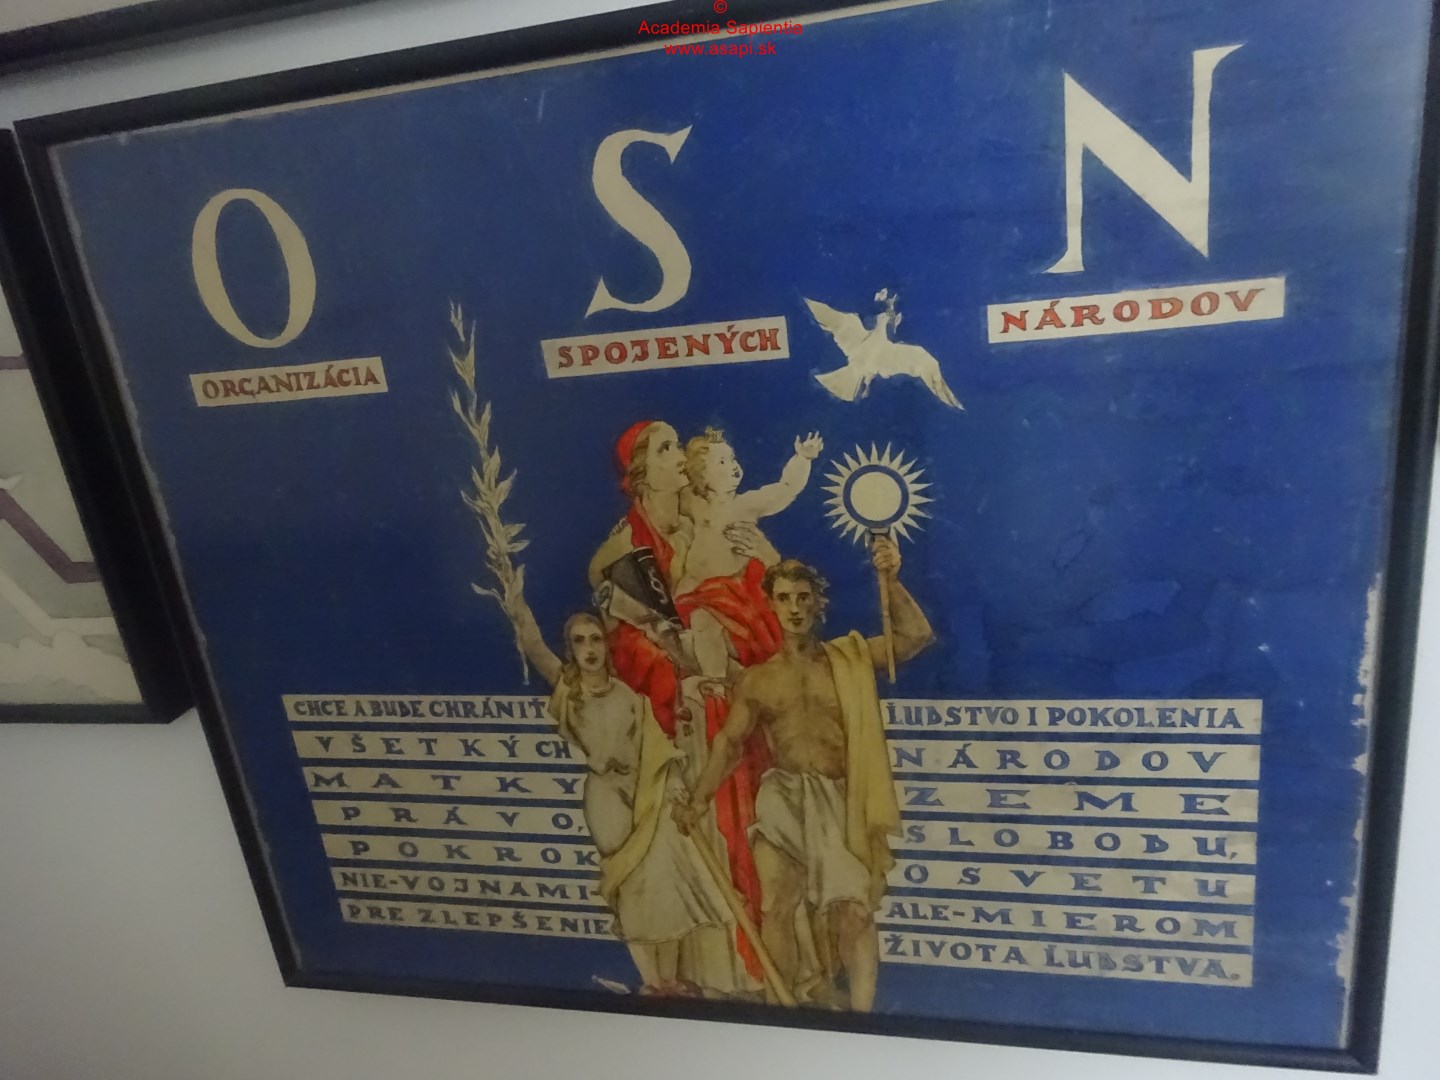 ©
Academia Sapientia
www.asapi.sk
O S N
ORGANIZÁCIA SPOJENÝCH NÁRODOV
CHCE A BUDE CHRÁNIŤ ĽUDSTVO I POKOLENIA
VŠETKÝCH NÁRODOV
MATKY ZEME
PRÁVO, SLOBODU,
POKROK OSVETU
NIE-VOJNAMI- ALE-MIEROM
PRE ZLEPŠENIE ŽIVOTA ĽUDSTVA.